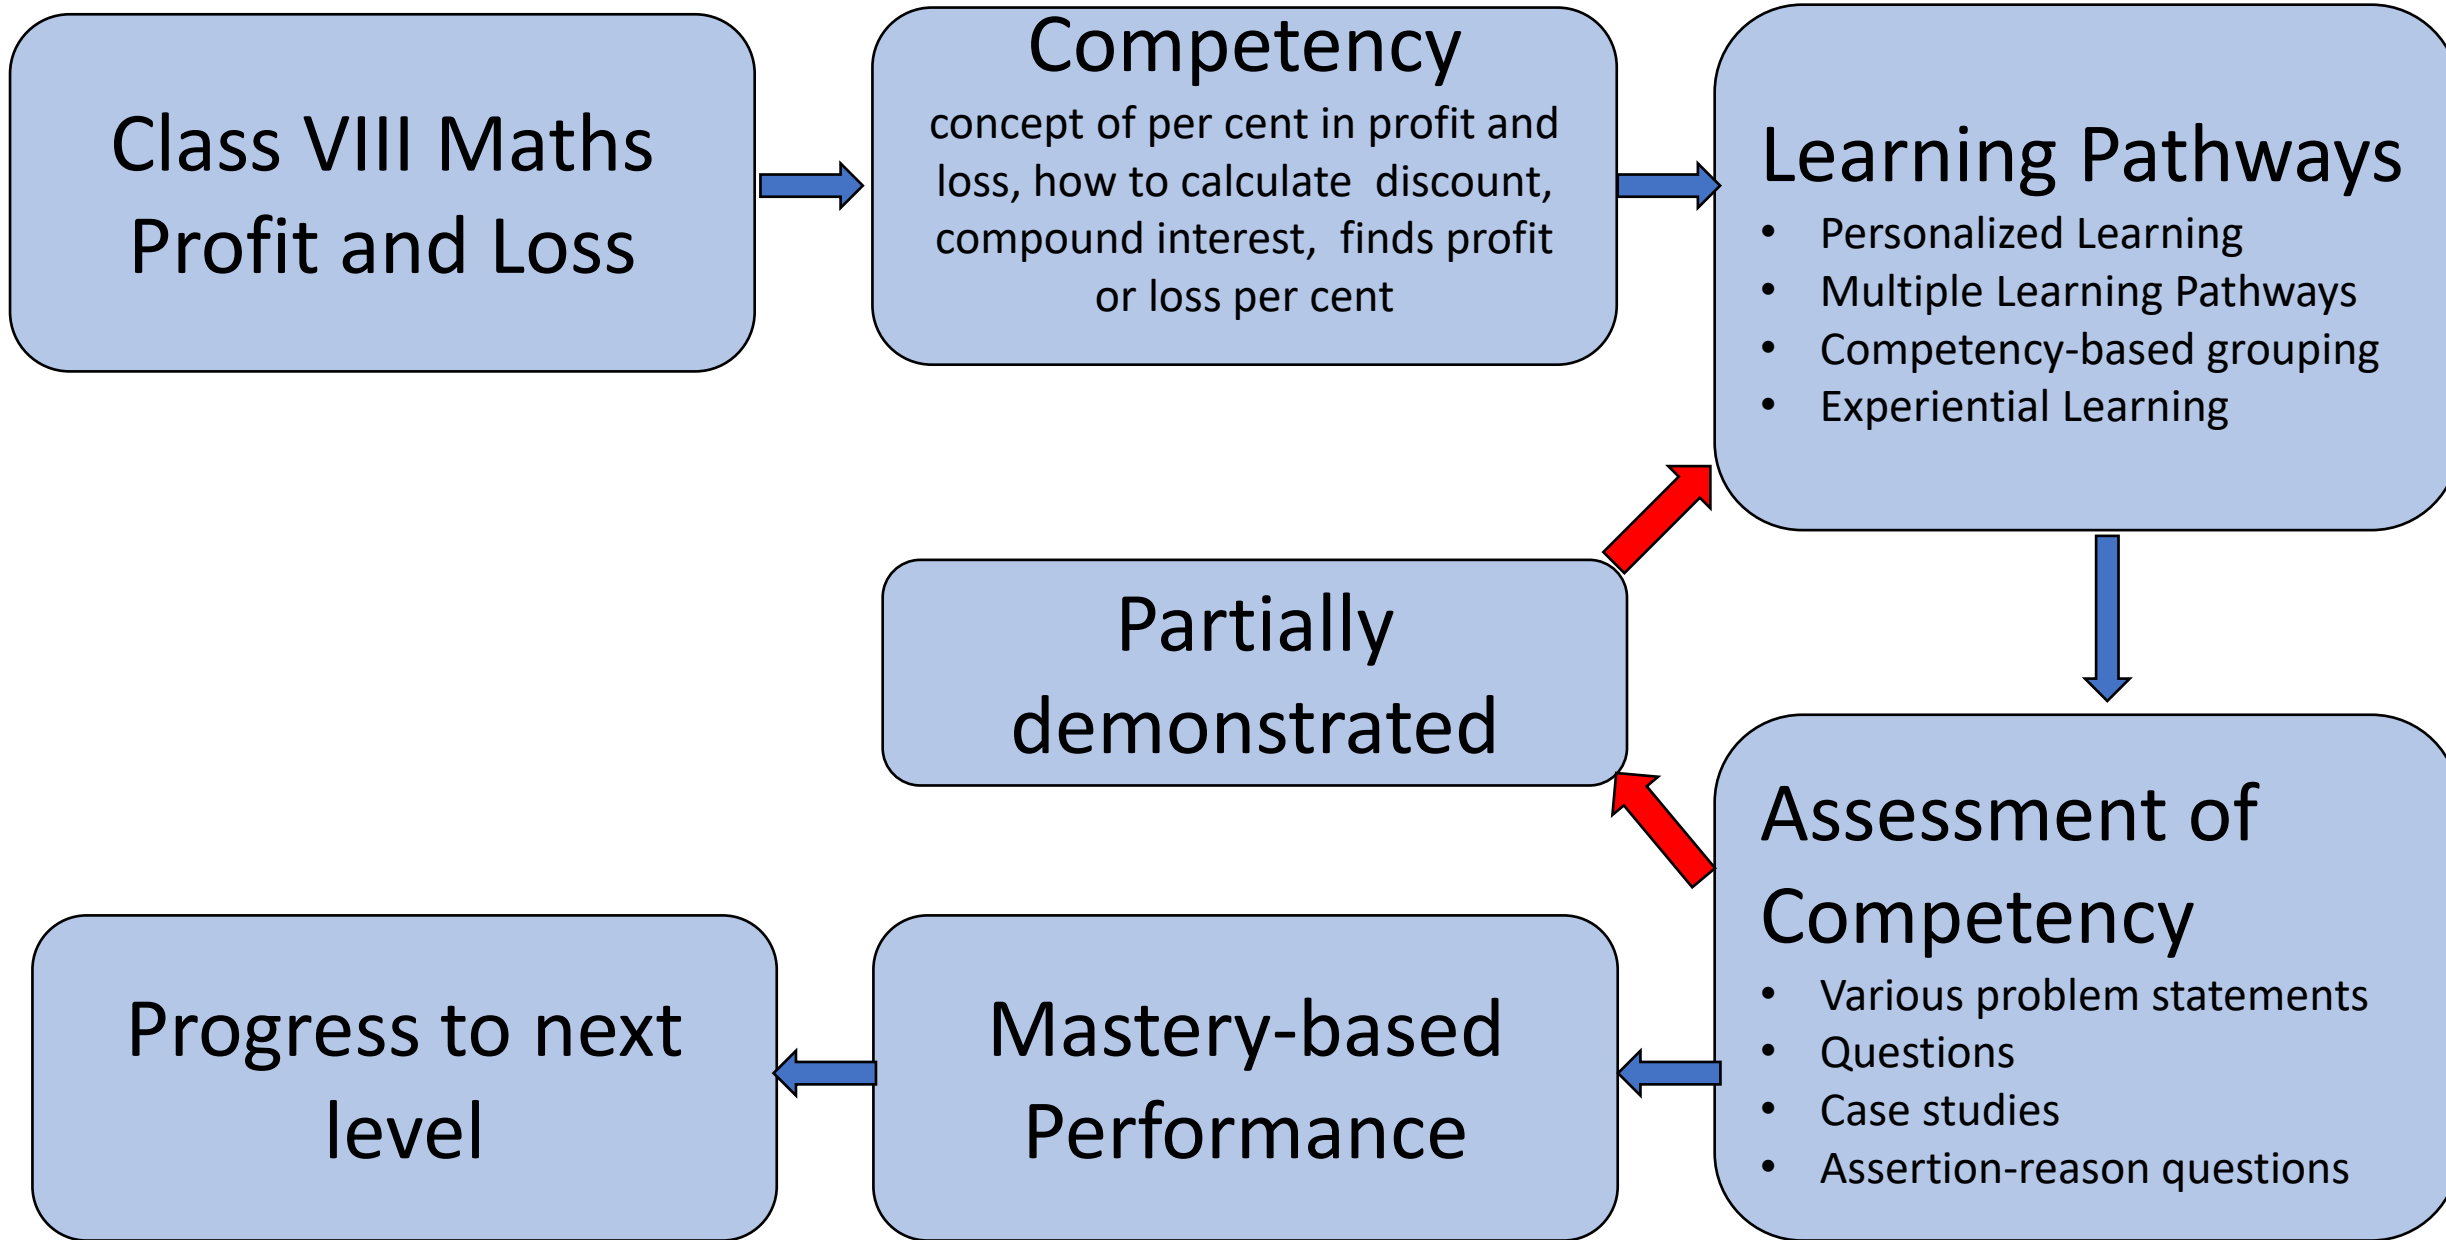 Class VIII Maths
Profit and Loss
Competency
concept of per cent in profit and
loss, how to calculate  discount,
compound interest,  finds profit
or loss per cent
Learning Pathways
• Personalized Learning
• Multiple Learning Pathways
• Competency-based grouping
• Experiential Learning
Partially
demonstrated
Assessment of
Competency
• Various problem statements
• Questions
• Case studies
• Assertion-reason questions
Mastery-based
Performance
Progress to next
level